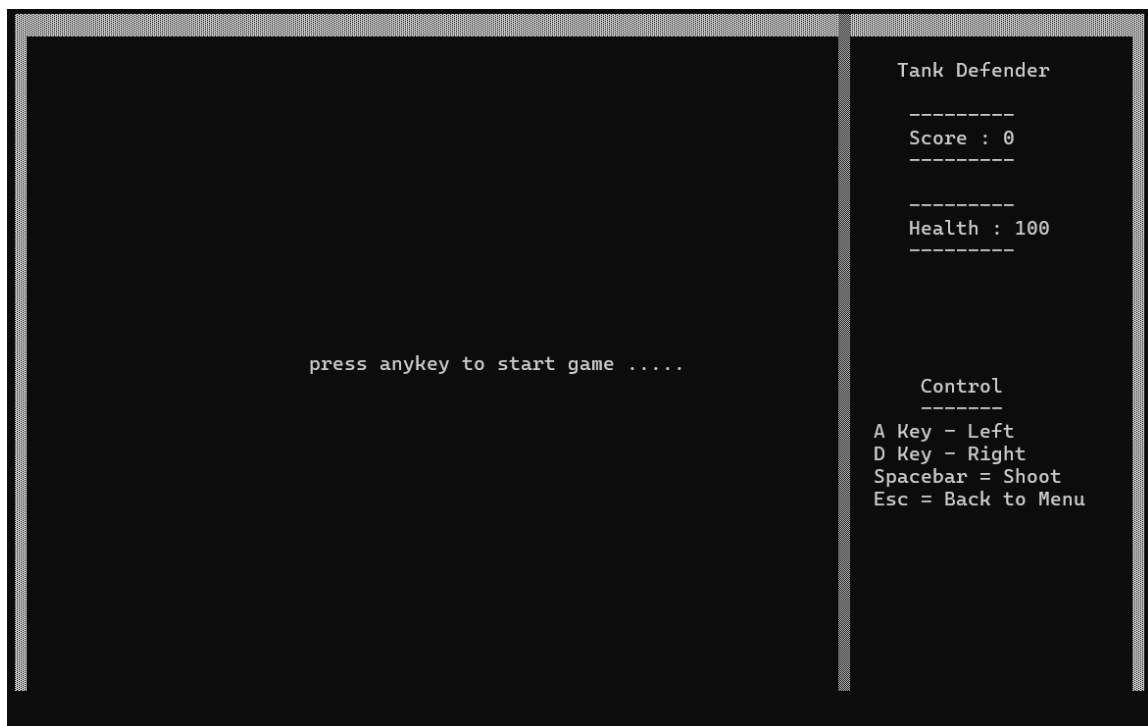 Tank Defender
---------
Score : 0
---------
---------
Health : 100
---------
press anykey to start game .....
Control
-------
A Key - Left
D Key - Right
Spacebar = Shoot
Esc = Back to Menu